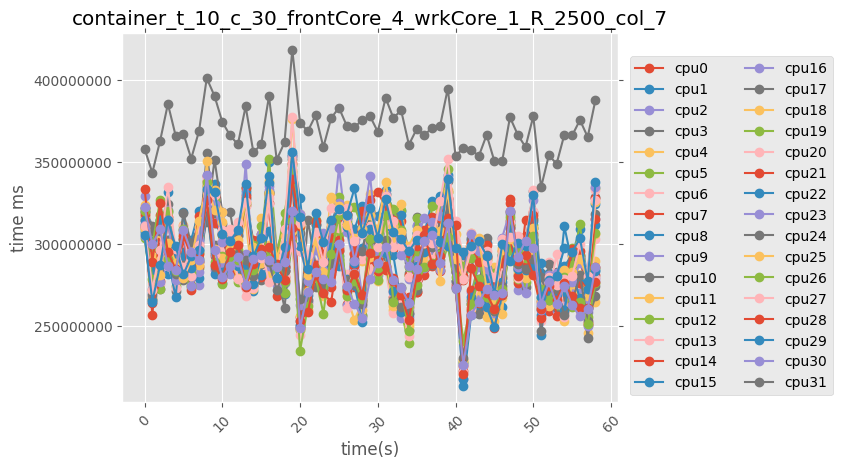 container_t_10_c_30_frontCore_4_wrkCore_1_R_2500_col_7
400000000
350000000
300000000
250000000
time ms
0
10
20
30
40
50
60
time(s)
cpu0
cpu1
cpu2
cpu3
cpu4
cpu5
cpu6
cpu7
cpu8
cpu9
cpu10
cpu11
cpu12
cpu13
cpu14
cpu15
cpu16
cpu17
cpu18
cpu19
cpu20
cpu21
cpu22
cpu23
cpu24
cpu25
cpu26
cpu27
cpu28
cpu29
cpu30
cpu31